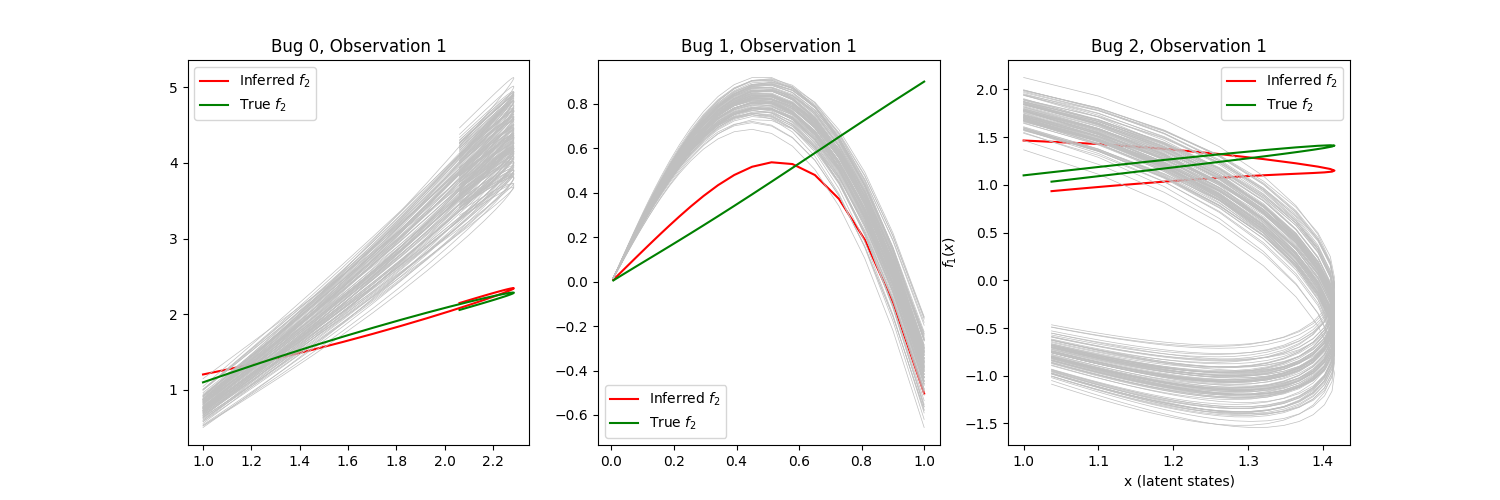 Bug 0, Observation 1
Inferred f₂
True f₂
5
4
3
2
1
1.0 1.2 1.4 1.6 1.8 2.0 2.2
Bug 1, Observation 1
0.8
0.6
0.4
0.2
0.0
−0.2
−0.4
−0.6
Inferred f₂
True f₂
0.0 0.2 0.4 0.6 0.8 1.0
Bug 2, Observation 1
Inferred f₂
True f₂
f₁(x)
2.0
1.5
1.0
0.5
0.0
−0.5
−1.0
−1.5
1.0 1.1 1.2 1.3 1.4
x (latent states)